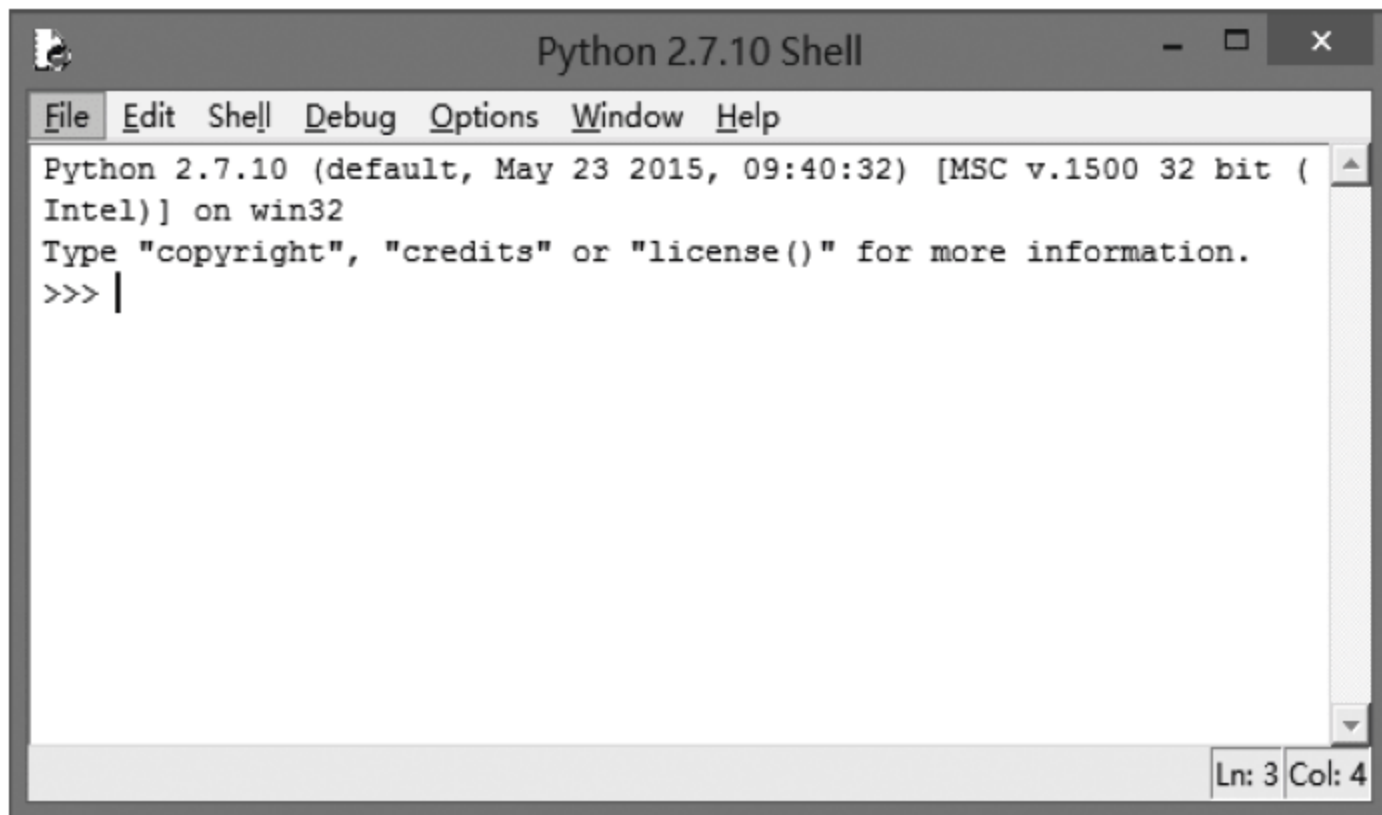 Python 2.7.10 Shell
File Edit Shell Debug Options Window Help
Python 2.7.10 (default, May 23 2015, 09:40:32) [MSC v.1500 32 bit (
Intel)] on win32
Type "copyright", "credits" or "license()" for more information.
>>>
Ln: 3 Col: 4